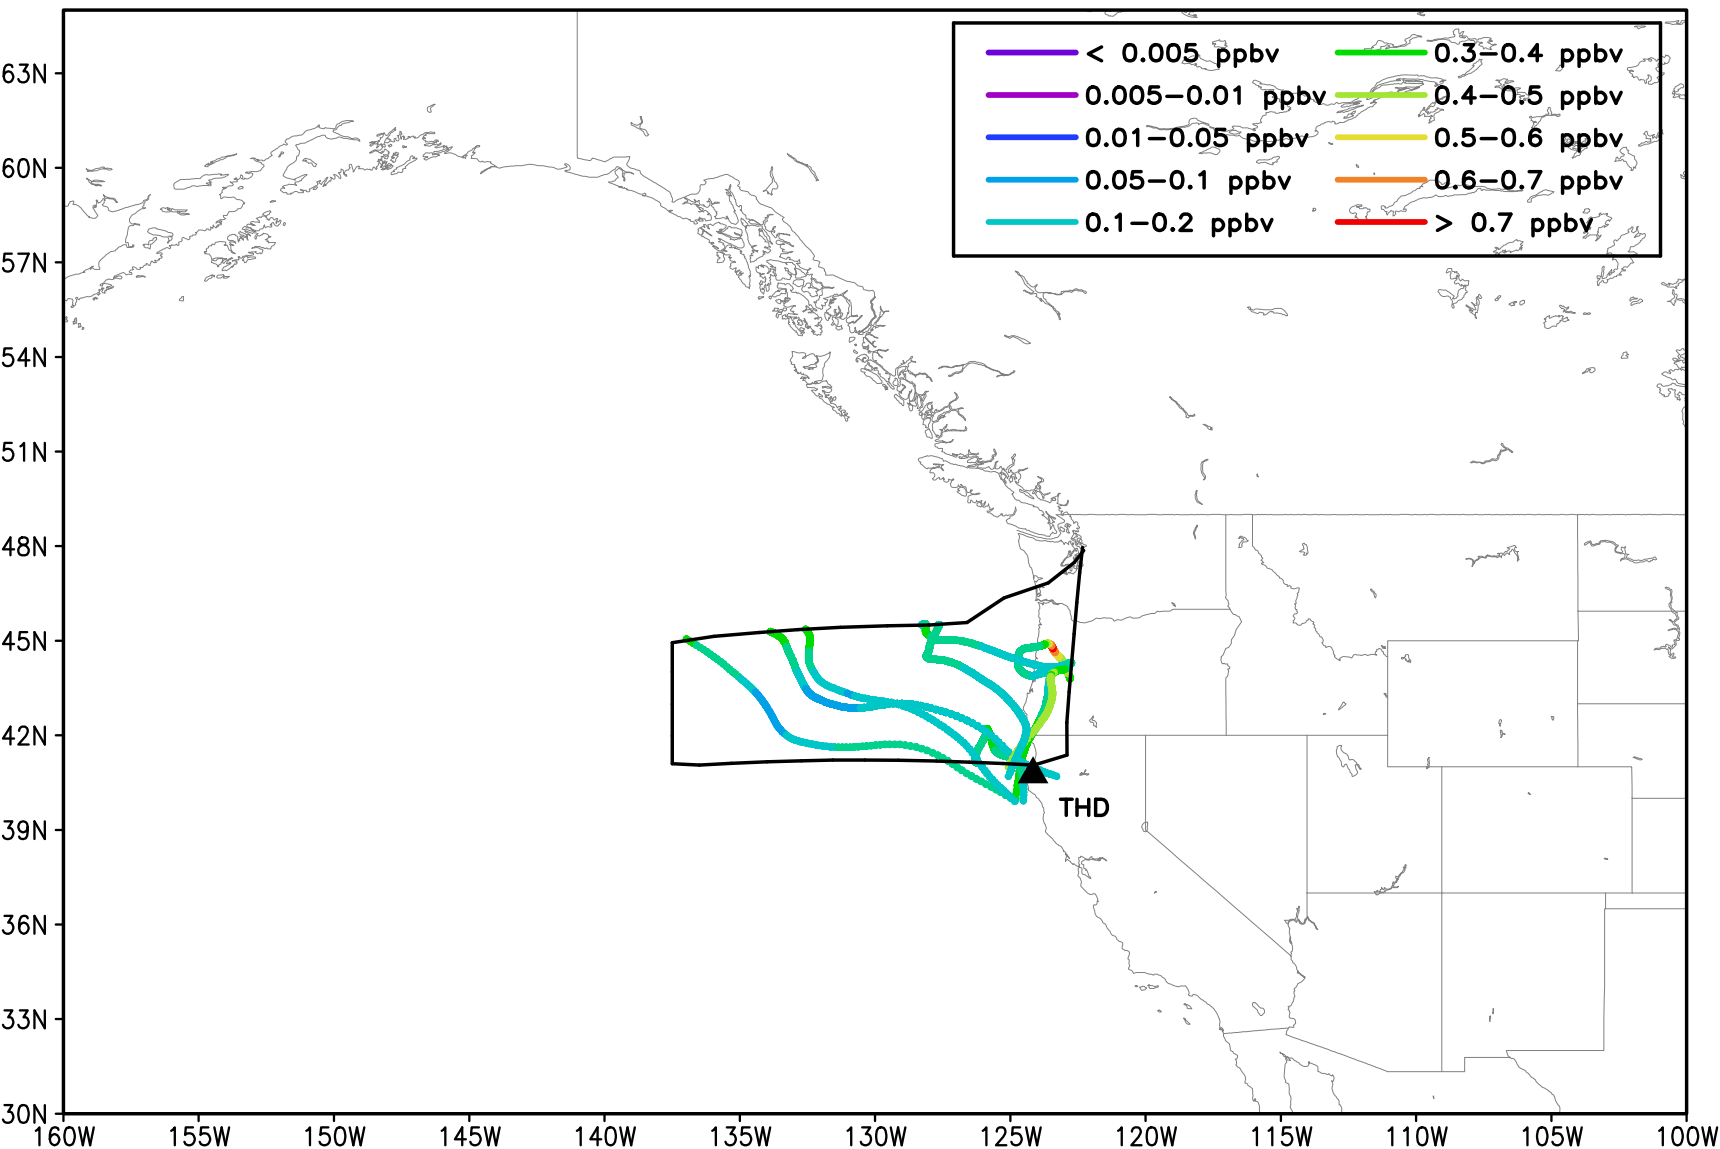 63N
60N
57N
54N
51N
48N
45N
42N
39N
36N
33N
30N
< 0.005 ppbv
0.005-0.01 ppbv
0.01-0.05 ppbv
0.05-0.1 ppbv
0.1-0.2 ppbv
0.3-0.4 ppbv
0.4-0.5 ppbv
0.5-0.6 ppbv
0.6-0.7 ppbv
> 0.7 ppbv
THD
160W 155W 150W 145W 140W 135W 130W 125W 120W 115W 110W 105W 100W